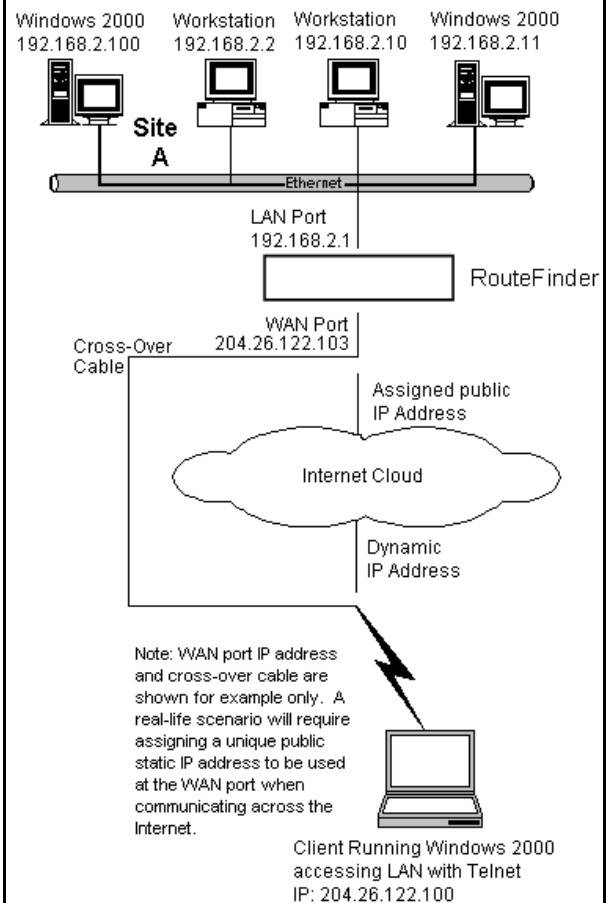 Windows 2000
192.168.2.100
Workstation
192.168.2.2
Workstation
192.168.2.10
Windows 2000
192.168.2.11
Site
A
Ethernet
LAN Port
192.168.2.1
RouteFinder
WAN Port
204.26.122.103
Cross-Over
Cable
Assigned public
IP Address
Internet Cloud
Dynamic
IP Address
Note: WAN port IP address
and cross-over cable are
shown for example only. A
real-life scenario will require
assigning a unique public
static IP address to be used
at the WAN port when
communicating across the
Internet.
Client Running Windows 2000
accessing LAN with Telnet
IP: 204.26.122.100